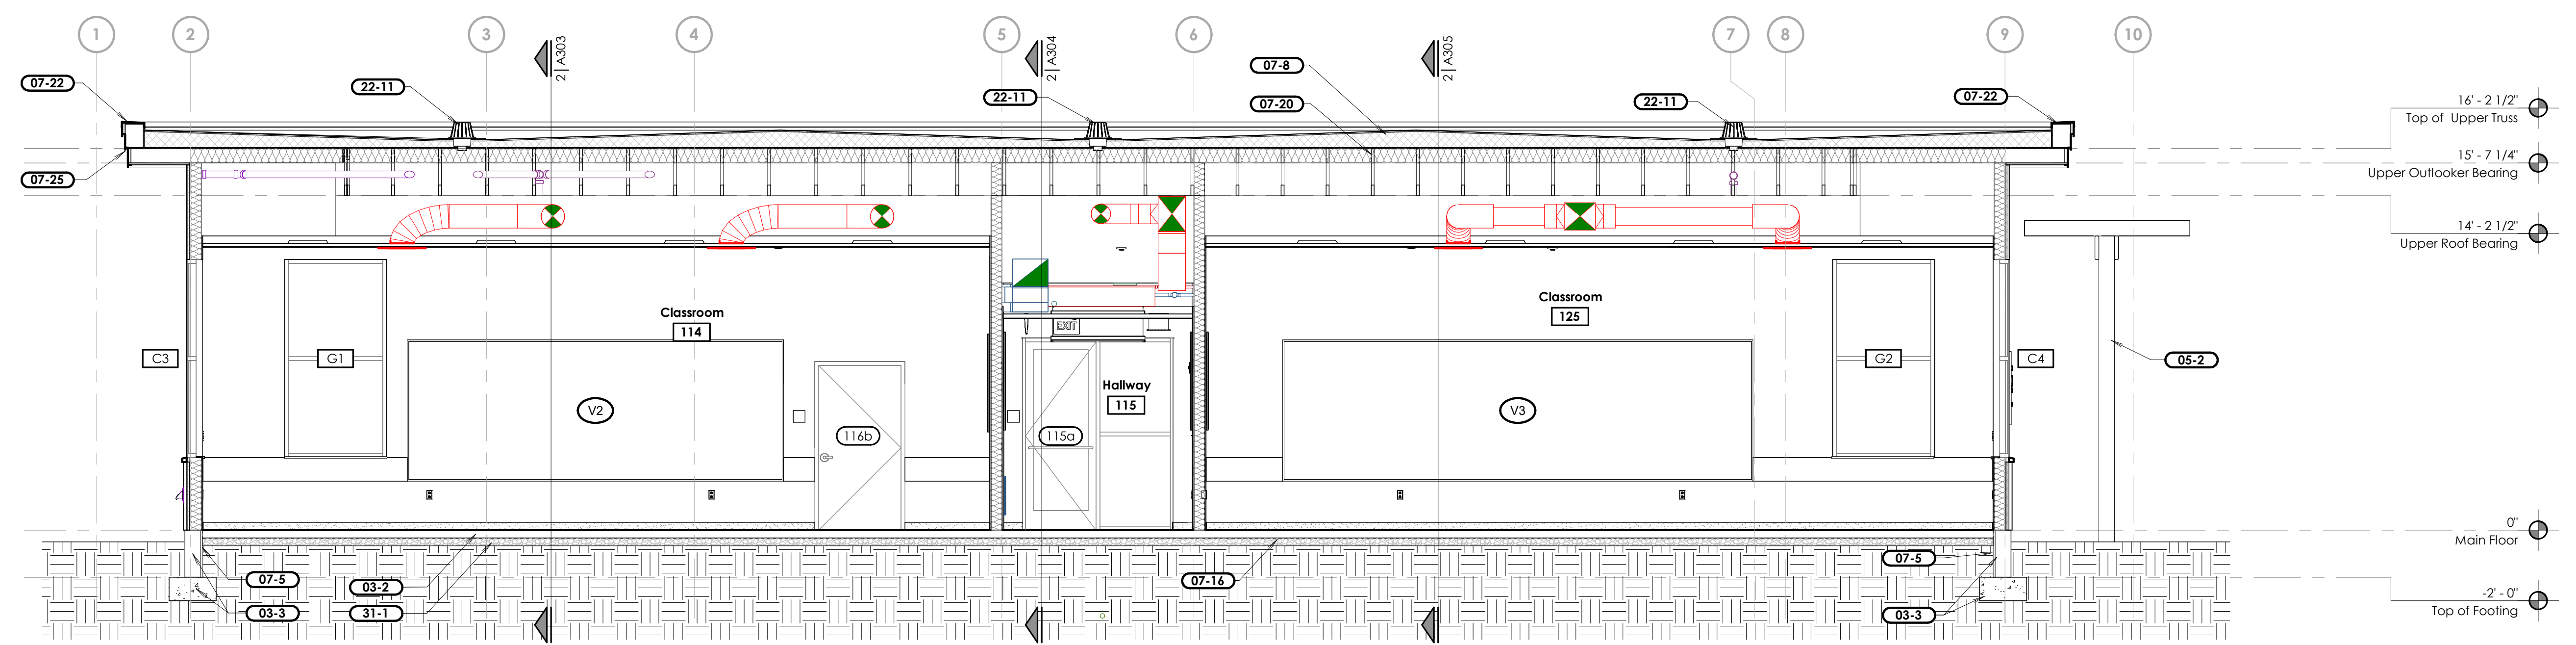 1 2 3 4 5 6 7 8 9 10
2 | A303
2 | A304
2 | A305
07-22
22-11
22-11
07-8
07-20
22-11
07-22
16' - 2 1/2"
Top of Upper Truss
07-25
15' - 7 1/4"
Upper Outlooker Bearing
14' - 2 1/2"
Upper Roof Bearing
Classroom
114
Classroom
125
EXIT
C3
G1
G2
C4
05-2
Hallway
115
V2
V3
116b
115a
0"
Main Floor
07-5
03-2
07-16
07-5
03-3
31-1
03-3
-2' - 0"
Top of Footing